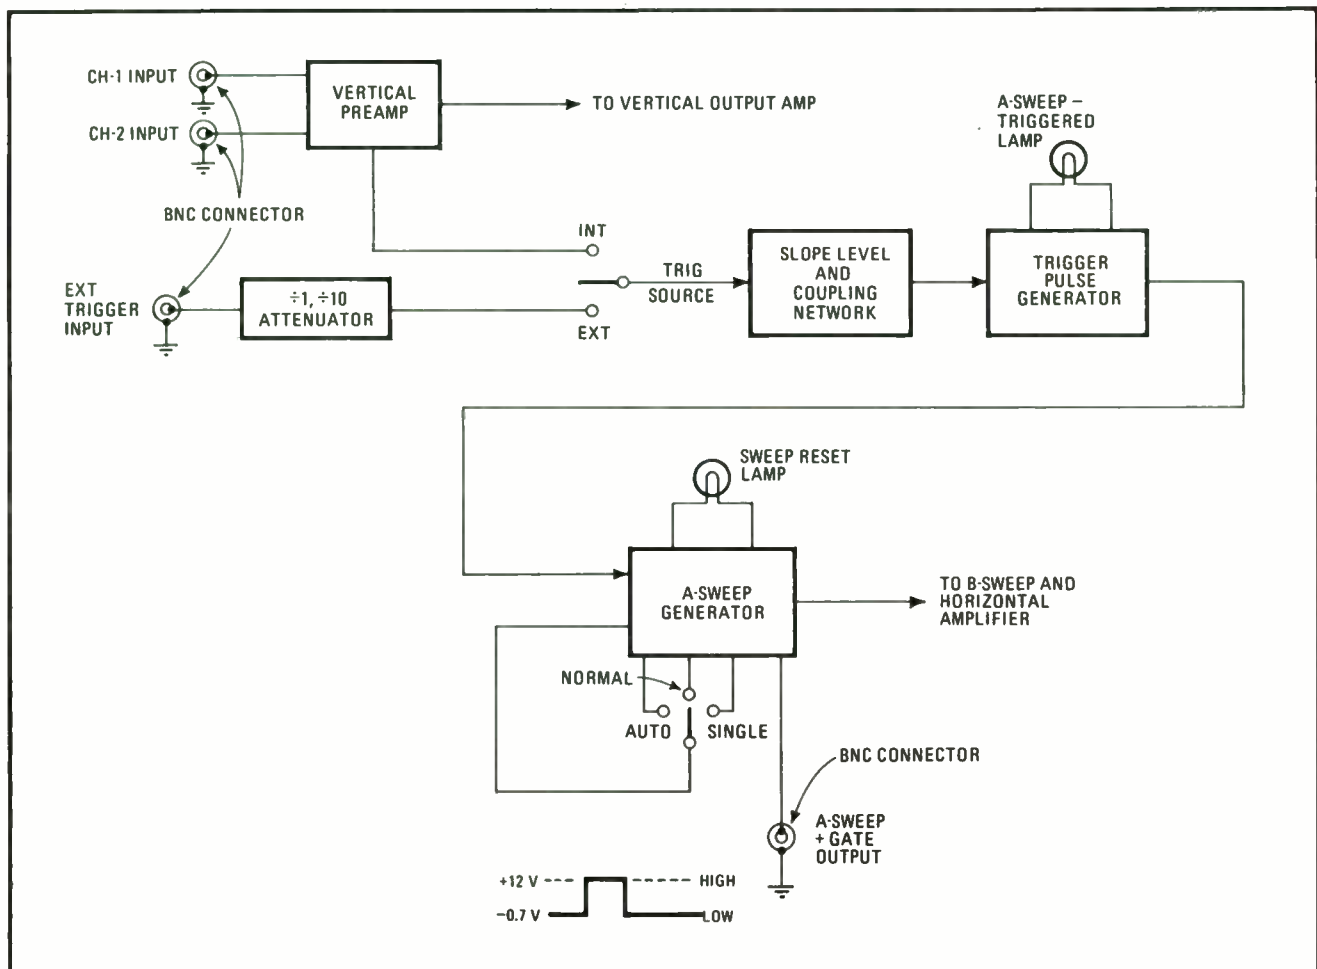 CH-1 INPUT
CH-2 INPUT
VERTICAL
PREAMP
TO VERTICAL OUTPUT AMP
A-SWEEP –
TRIGGERED
LAMP
BNC CONNECTOR
EXT
TRIGGER
INPUT
÷1, ÷10
ATTENUATOR
INT
EXT
TRIG
SOURCE
SLOPE LEVEL
AND
COUPLING
NETWORK
TRIGGER
PULSE
GENERATOR
SWEEP RESET
LAMP
A-SWEEP
GENERATOR
TO B-SWEEP AND
HORIZONTAL
AMPLIFIER
NORMAL
AUTO
SINGLE
BNC CONNECTOR
A-SWEEP
+ GATE
OUTPUT
+12 V
HIGH
–0.7 V
LOW